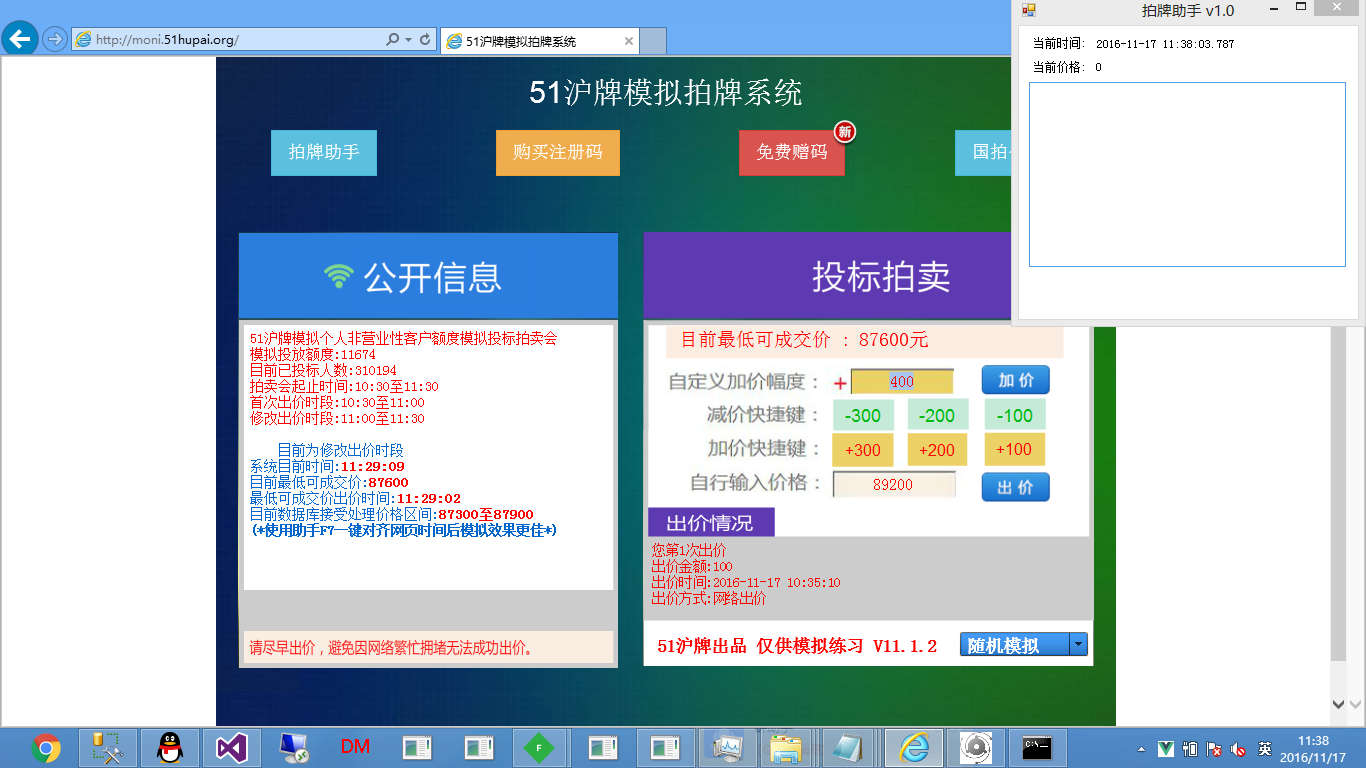 拍牌助手 v1.0
http://moni.51hupai.org/
51沪牌模拟拍牌系统
当前时间: 2016-11-17 11:38:03.787
当前价格: 0
51沪牌模拟拍牌系统
拍牌助手
购买注册码
免费赠码
新
国拍
公开信息
51沪牌模拟个人非营业性客户额度模拟投标拍卖会
模拟投放额度:11674
目前已投标人数:310194
拍卖会起止时间:10:30至11:30
首次出价时段:10:30至11:00
修改出价时段:11:00至11:30
目前为修改出价时段
系统目前时间:11:29:09
目前最低可成交价:87600
最低可成交价出价时间:11:29:02
目前数据库接受处理价格区间:87300至87900
(*使用助手F7一键对齐网页时间后模拟效果更佳*)
请尽早出价，避免因网络繁忙拥堵无法成功出价。
投标拍卖
目前最低可成交价 : 87600元
自定义加价幅度: + 400 加价
减价快捷键: -300 -200 -100
加价快捷键: +300 +200 +100
自行输入价格: 89200 出价
出价情况
您第1次出价
出价金额:100
出价时间:2016-11-17 10:35:10
出价方式:网络出价
51沪牌出品 仅供模拟练习 V11.1.2 随机模拟
DM
F
C:\
英
11:38
2016/11/17